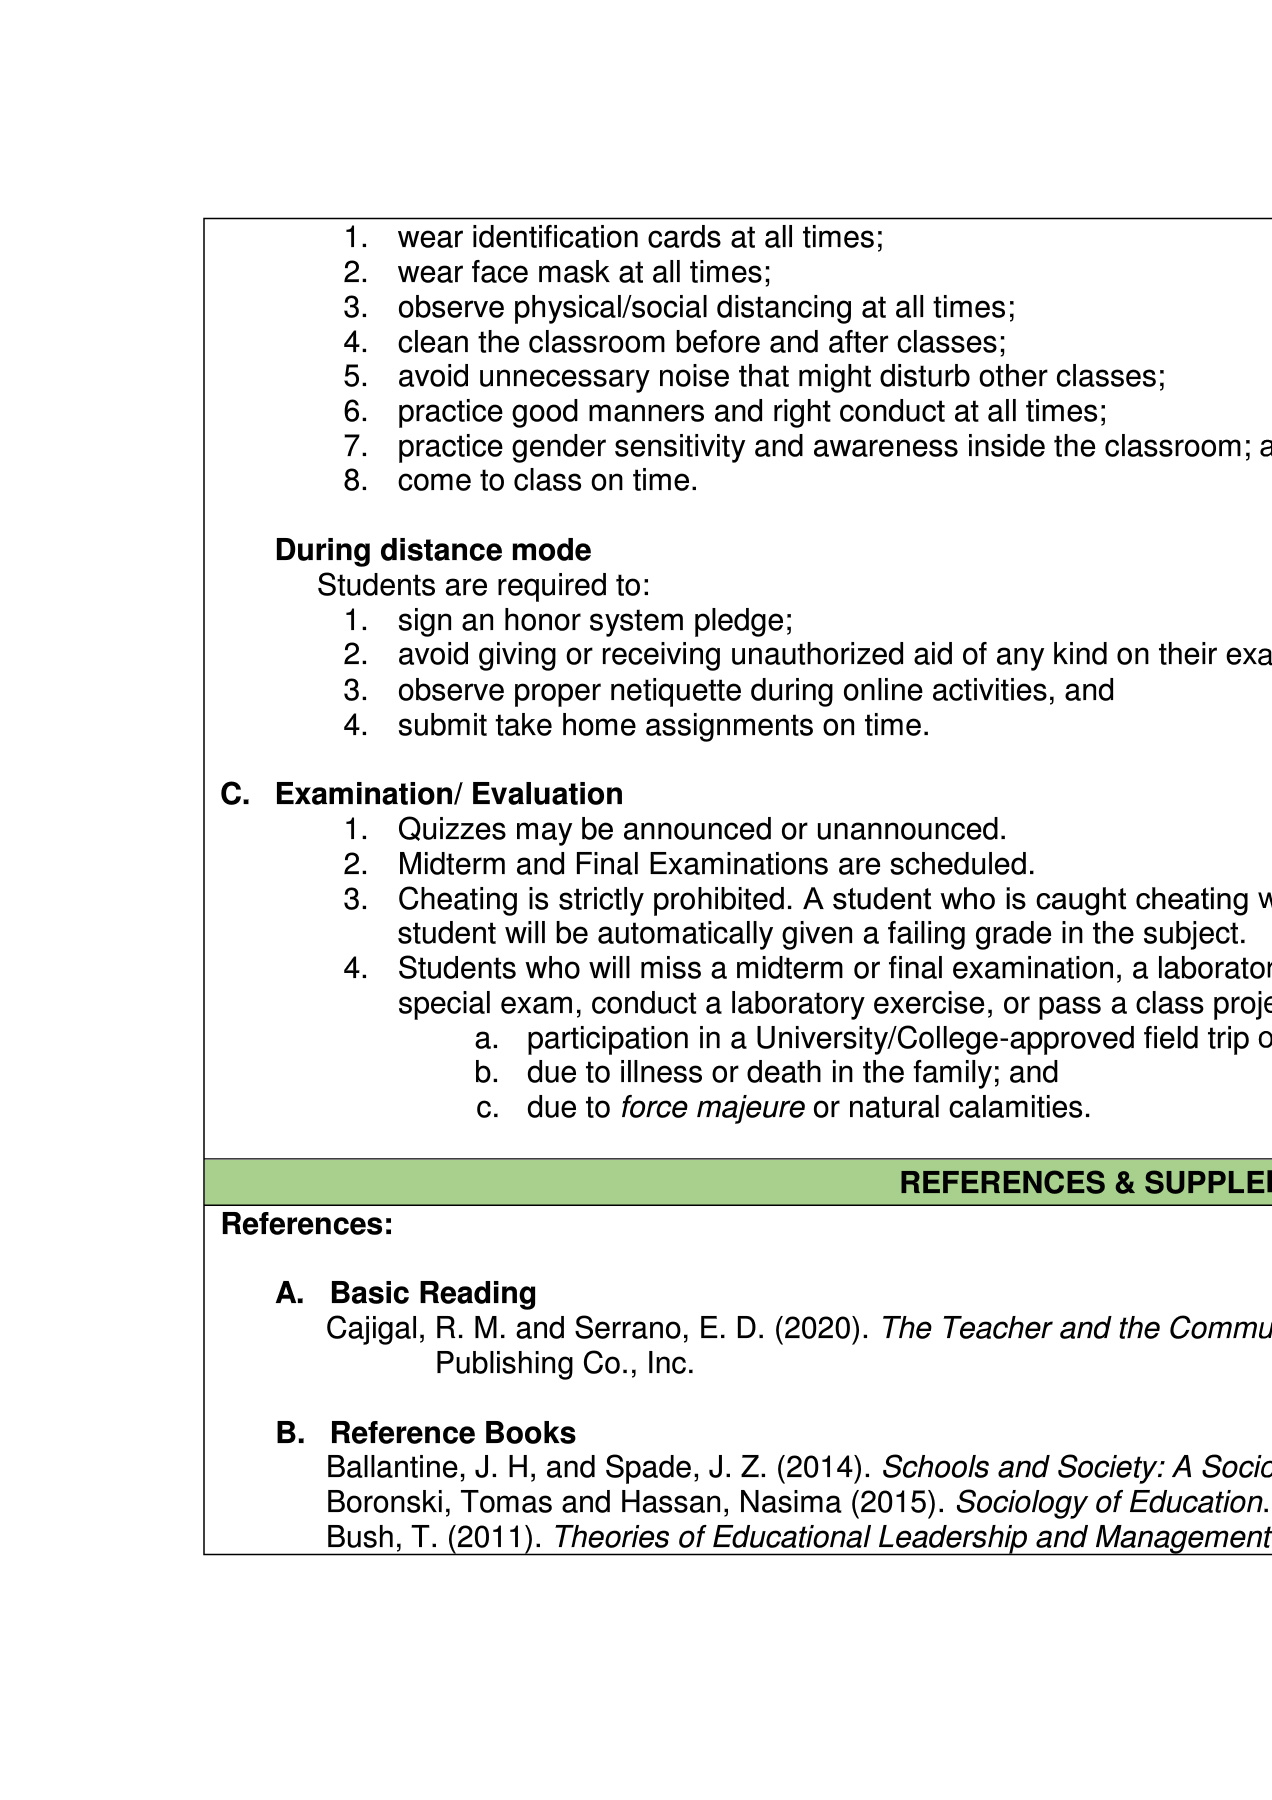 1. wear identification cards at all times;
2. wear face mask at all times;
3. observe physical/social distancing at all times;
4. clean the classroom before and after classes;
5. avoid unnecessary noise that might disturb other classes;
6. practice good manners and right conduct at all times;
7. practice gender sensitivity and awareness inside the classroom;
8. come to class on time.
During distance mode
Students are required to:
1. sign an honor system pledge;
2. avoid giving or receiving unauthorized aid of any kind on their
3. observe proper netiquette during online activities, and
4. submit take home assignments on time.
C. Examination/ Evaluation
1. Quizzes may be announced or unannounced.
2. Midterm and Final Examinations are scheduled.
3. Cheating is strictly prohibited. A student who is caught cheating
student will be automatically given a failing grade in the subject.
4. Students who will miss a midterm or final examination, a
special exam, conduct a laboratory exercise, or pass a class
a. participation in a University/College-approved field trip
b. due to illness or death in the family; and
c. due to force majeure or natural calamities.
REFERENCES &
References:
A. Basic Reading
Cajigal, R. M. and Serrano, E. D. (2020). The Teacher and the
Publishing Co., Inc.
B. Reference Books
Ballantine, J. H, and Spade, J. Z. (2014). Schools and Society: A
Boronski, Tomas and Hassan, Nasima (2015). Sociology of Education.
Bush, T. (2011). Theories of Educational Leadership and Management